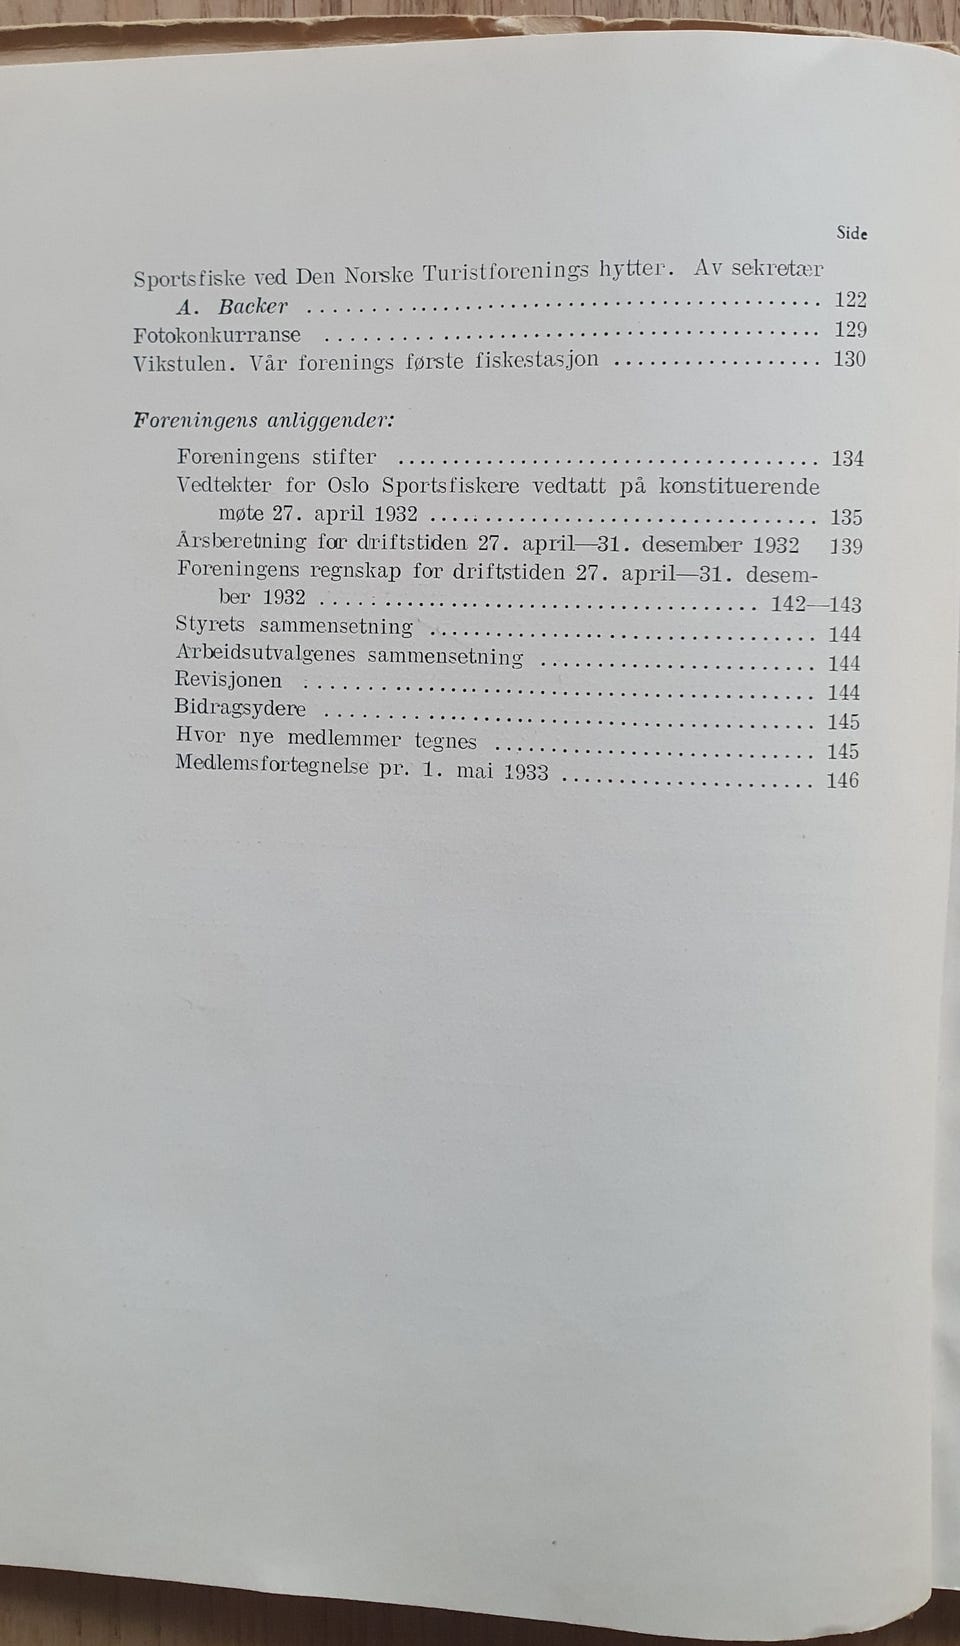 Side
Sportsfiske ved Den Norske Turistforenings hytter. Av sekretær
A. Backer ........................................... 122
Fotokonkurranse ........................................... 129
Vikstulen. Vår forenings første fiskestasjon .................. 130
Foreningens anliggender:
Foreningens stifter ....................................... 134
Vedtekter for Oslo Sportsfiskere vedtatt på konstituerende
møte 27. april 1932 .................................... 135
Årsberetning for driftstiden 27. april—31. desember 1932 139
Foreningens regnskap for driftstiden 27. april—31. desem-
ber 1932 ........................................ 142—143
Styrets sammensetning .................................... 144
Arbeidsutvalgenes sammensetning ......................... 144
Revisjonen ............................................... 144
Bidragsydere ............................................. 145
Hvor nye medlemmer tegnes .............................. 145
Medlemsfortegnelse pr. 1. mai 1933 ....................... 146